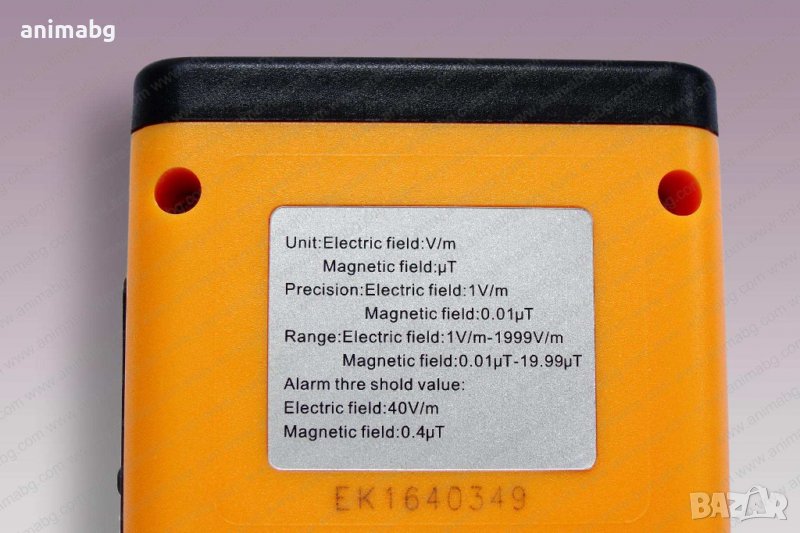 animabg
Unit:Electric field:V/m
Magnetic field:µT
Precision:Electric field:1V/m
Magnetic field:0.01µT
Range:Electric field:1V/m-1999V/m
Magnetic field:0.01µT-19.99µT
Alarm thre shold value:
Electric field:40V/m
Magnetic field:0.4µT
EK1640349
BAZAR